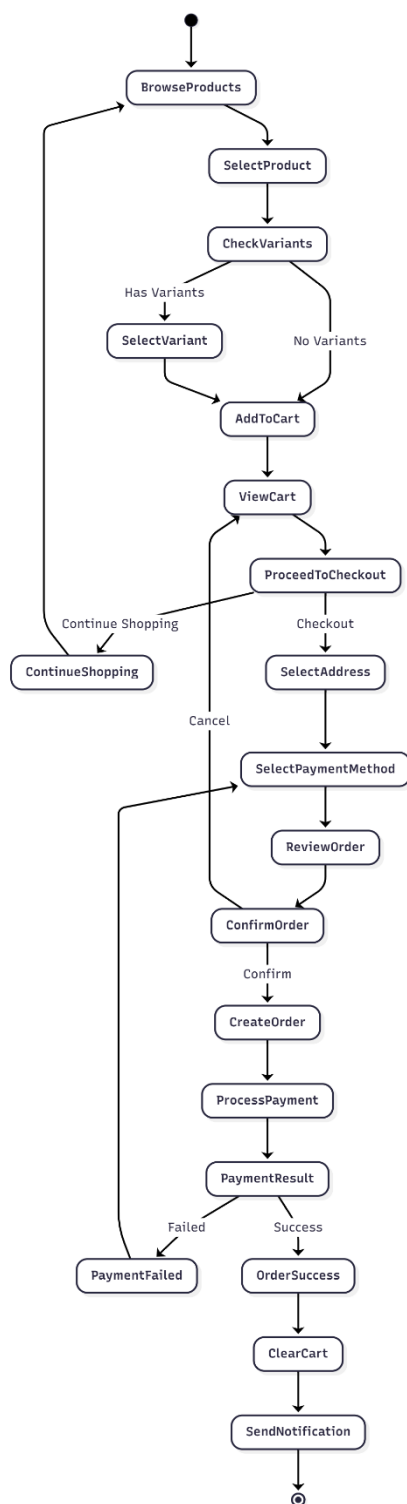 BrowseProducts
SelectProduct
CheckVariants
Has Variants
SelectVariant
No Variants
AddToCart
ViewCart
ProceedToCheckout
Continue Shopping
Checkout
ContinueShopping
SelectAddress
Cancel
SelectPaymentMethod
ReviewOrder
ConfirmOrder
Confirm
CreateOrder
ProcessPayment
PaymentResult
Failed
Success
PaymentFailed
OrderSuccess
ClearCart
SendNotification